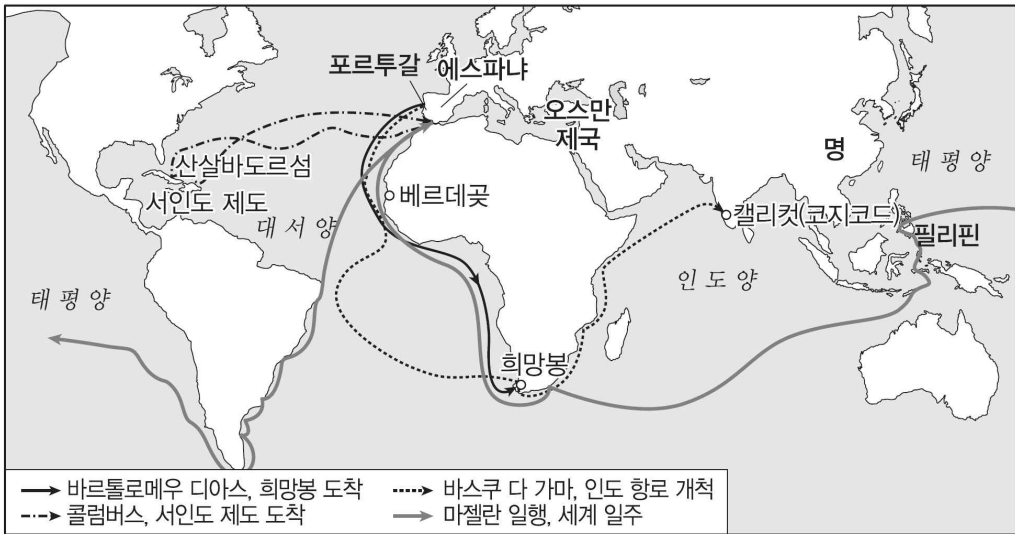 포르투갈
에스파냐
오스만
제국
명
태평양
산살바도르섬
서인도 제도
베르데곶
대서양
캘리컷(코지코드)
필리핀
인도양
태평양
희망봉
바르톨로메우 디아스, 희망봉 도착
바스쿠 다 가마, 인도 항로 개척
콜럼버스, 서인도 제도 도착
마젤란 일행, 세계 일주